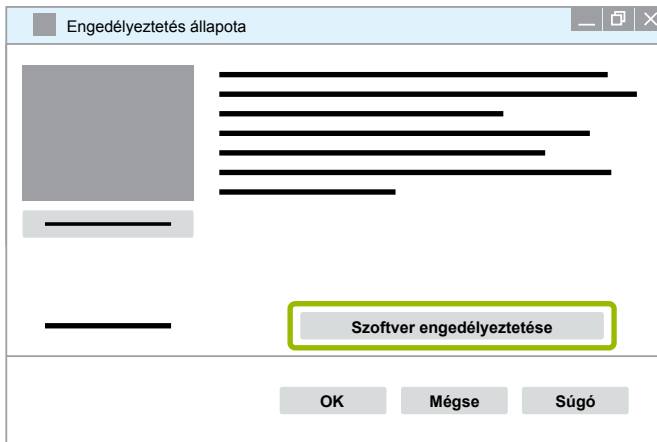 Engedélyeztetés állapota
Szoftver engedélyeztetése
OK Mégse Súgó